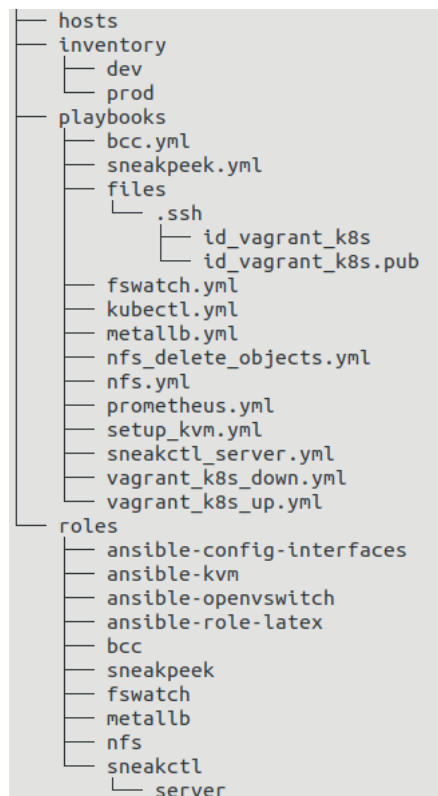 hosts
inventory
dev
prod
playbooks
bcc.yml
sneakpeek.yml
files
.ssh
id_vagrant_k8s
id_vagrant_k8s.pub
fswatch.yml
kubectl.yml
metallb.yml
nfs_delete_objects.yml
nfs.yml
prometheus.yml
setup_kvm.yml
sneakctl_server.yml
vagrant_k8s_down.yml
vagrant_k8s_up.yml
roles
ansible-config-interfaces
ansible-kvm
ansible-openvswitch
ansible-role-latex
bcc
sneakpeek
fswatch
metallb
nfs
sneakctl
server